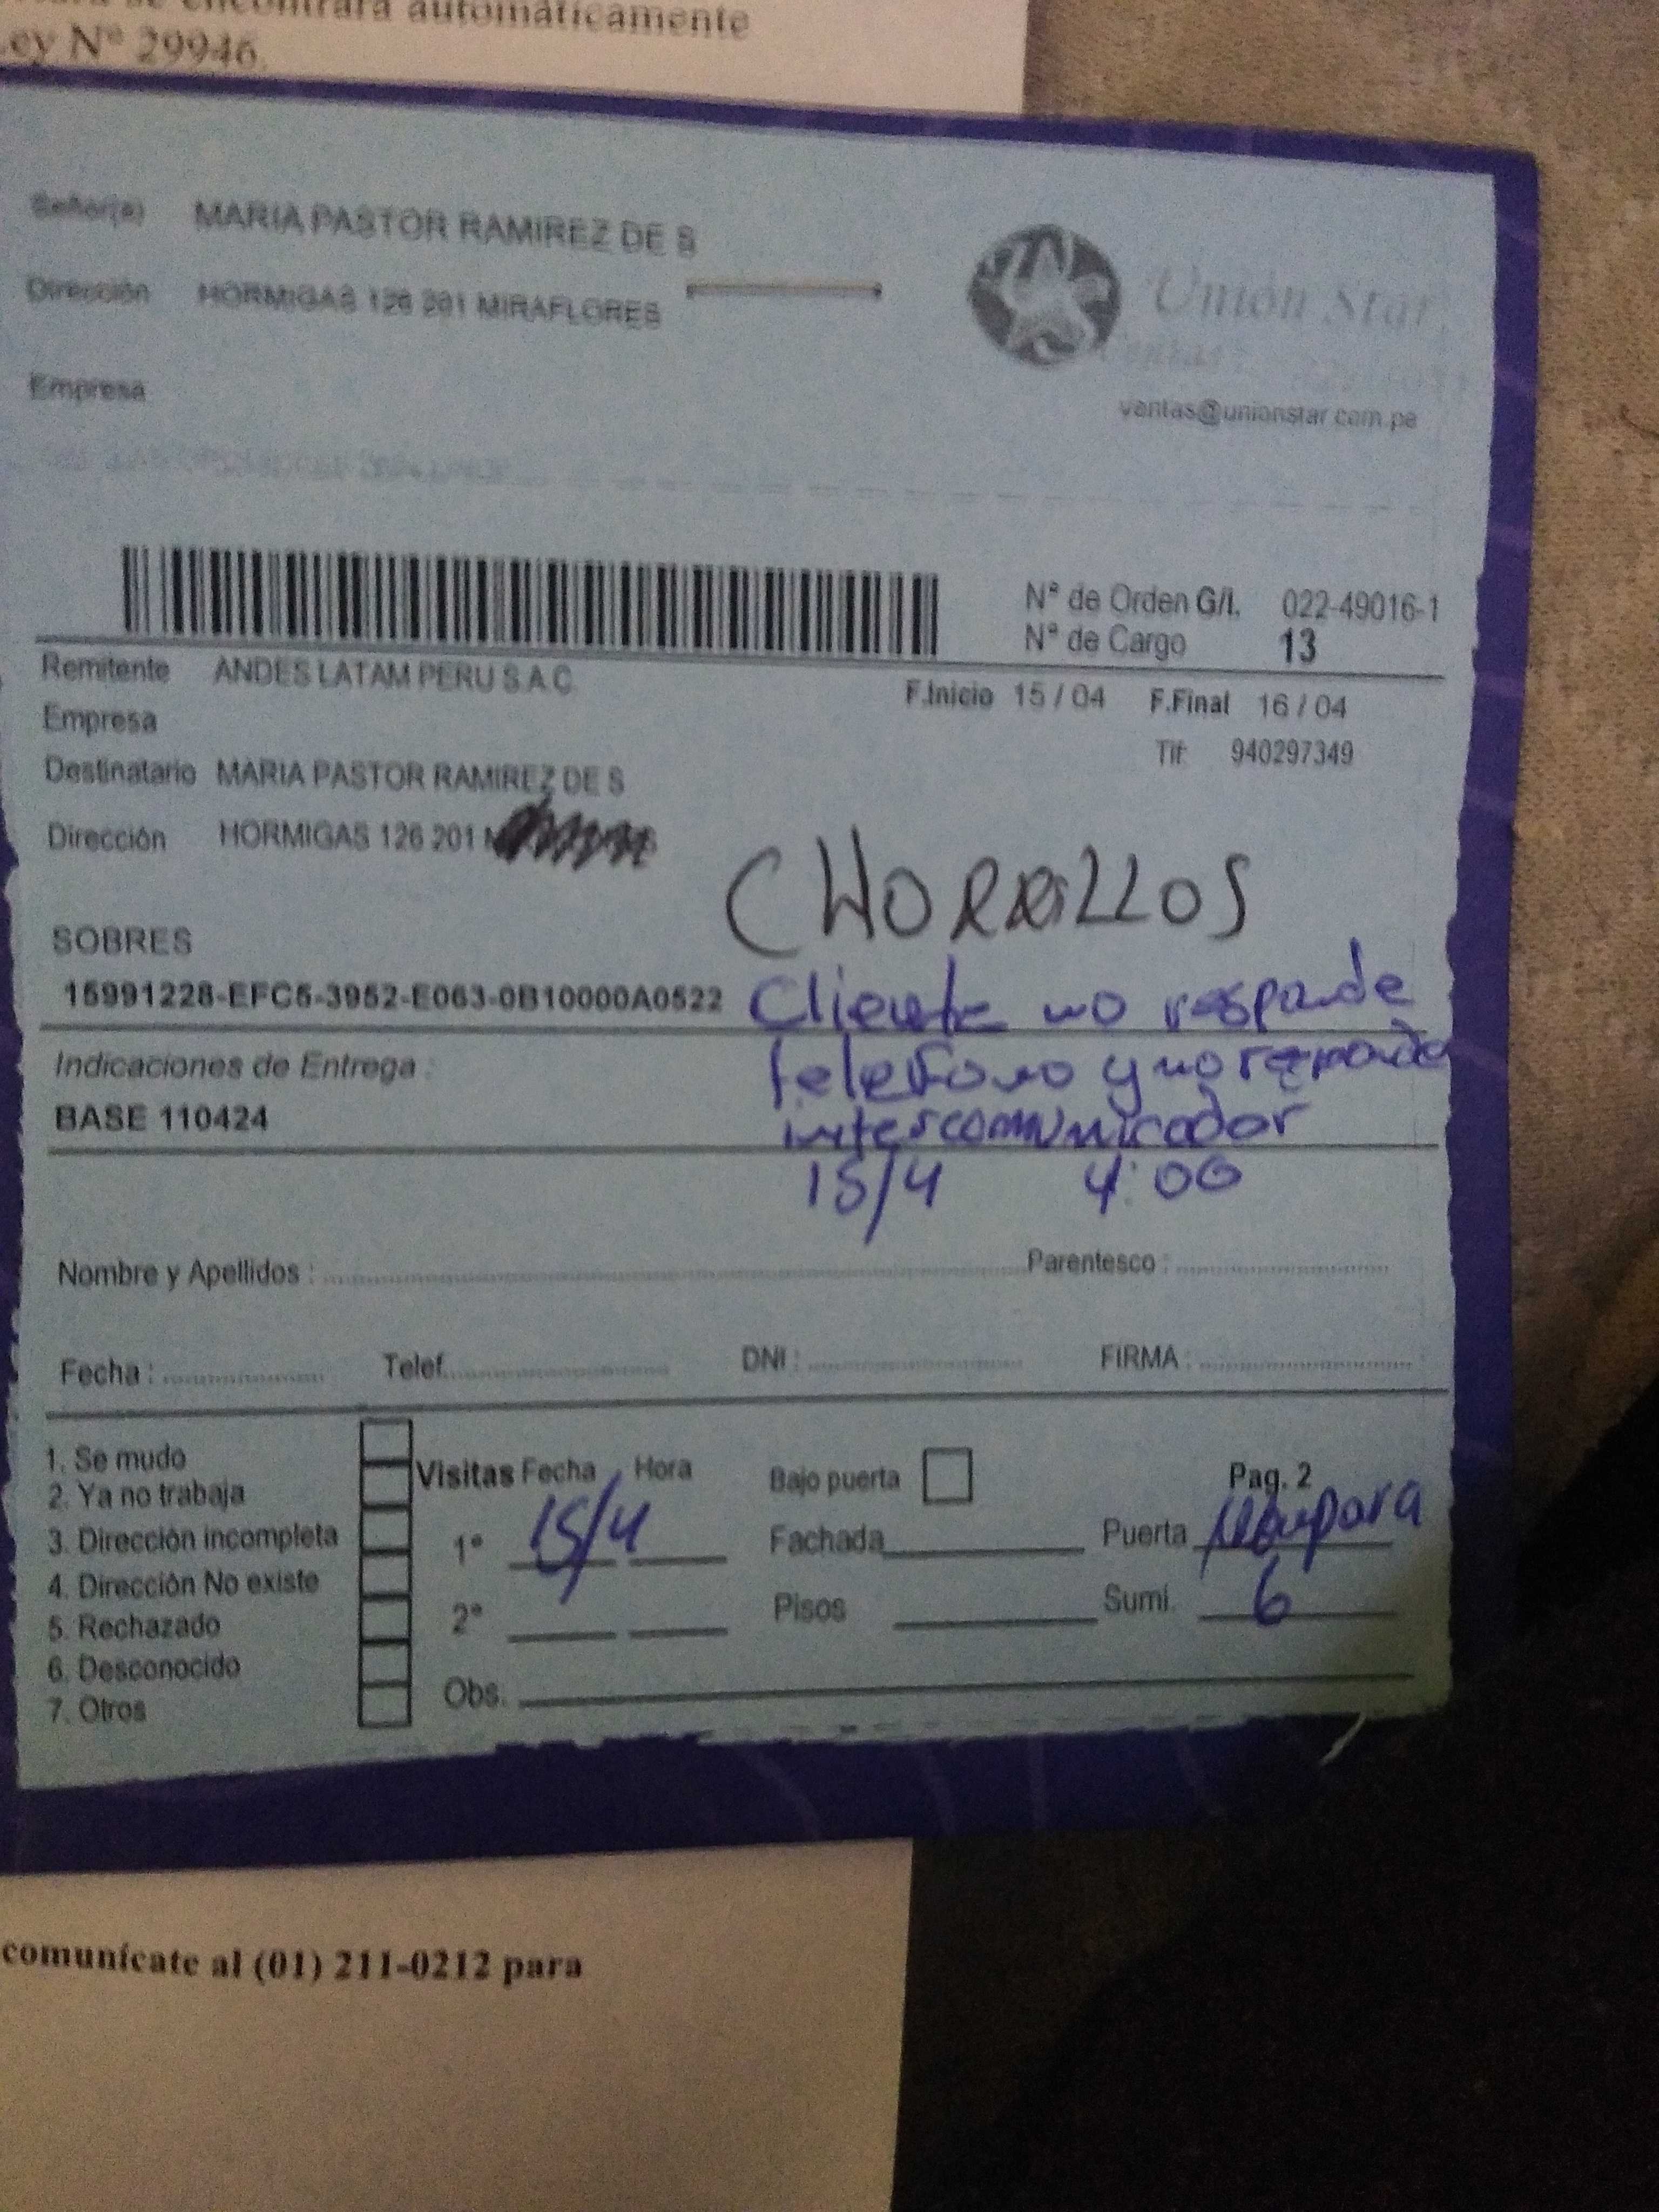 se encontrará automáticamente
Ley N° 29946.
Señor(a) MARIA PASTOR RAMIREZ DE S
Dirección HORMIGAS 126 201 MIRAFLORES
Unión Star
Empresa
ventas@unionstar.com.pe
N° de Orden G/I. 022-49016-1
N° de Cargo 13
Remitente ANDES LATAM PERU S.A.C.
F.Inicio 15 / 04 F.Final 16 / 04
Empresa
Tlf: 940297349
Destinatario MARIA PASTOR RAMIREZ DE S
Dirección HORMIGAS 126 201
CHORRILLOS
SOBRES
15991228-EFC5-3952-E063-0B10000A0522
Cliente no responde
Indicaciones de Entrega :
telefono y no responde
BASE 110424
intercomunicador
15/4 4:00
Nombre y Apellidos : Parentesco :
Fecha : Telef. DNI : FIRMA :
1. Se mudo
2. Ya no trabaja
3. Dirección incompleta
4. Dirección No existe
5. Rechazado
6. Desconocido
7. Otros
Visitas Fecha Hora
1° 15/4
2°
Obs.
Bajo puerta
Fachada
Pisos
Pag. 2
Puerta Mampara
Sumi. 6
comunícate al (01) 211-0212 para